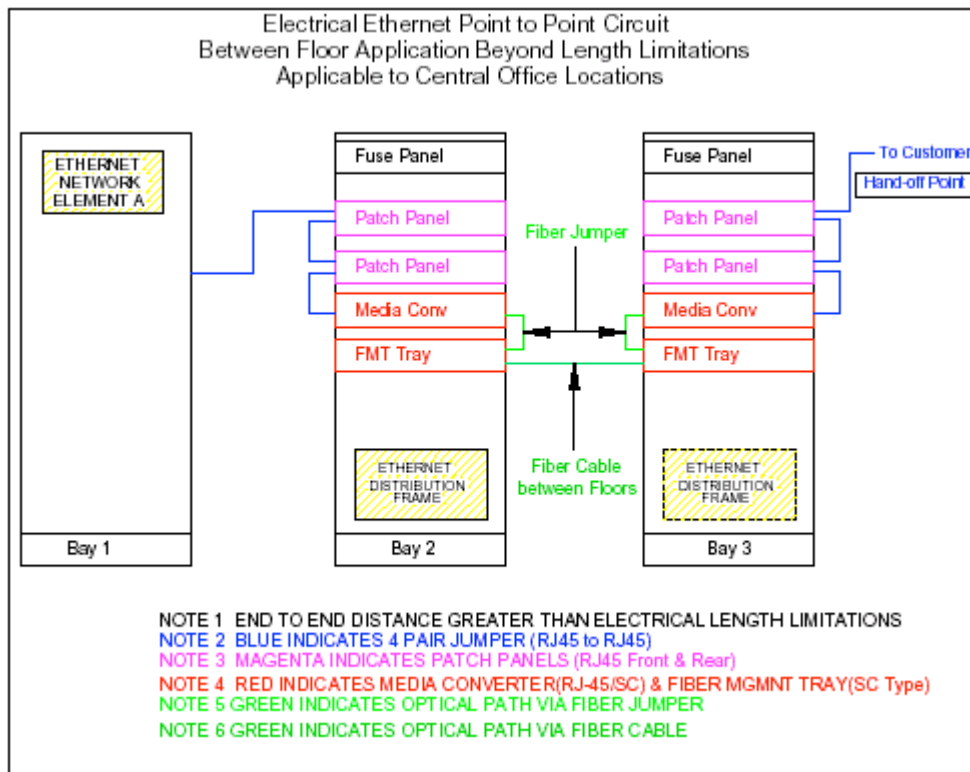 Electrical Ethernet Point to Point Circuit
Between Floor Application Beyond Length Limitations
Applicable to Central Office Locations
ETHERNET
NETWORK
ELEMENT A
Bay 1
Fuse Panel
Patch Panel
Patch Panel
Media Conv
FMT Tray
ETHERNET
DISTRIBUTION
FRAME
Bay 2
Fiber Jumper
Fiber Cable
between Floors
Fuse Panel
Patch Panel
Patch Panel
Media Conv
FMT Tray
ETHERNET
DISTRIBUTION
FRAME
Bay 3
To Customer
Hand-off Point
NOTE 1 END TO END DISTANCE GREATER THAN ELECTRICAL LENGTH LIMITATIONS
NOTE 2 BLUE INDICATES 4 PAIR JUMPER (RJ45 to RJ45)
NOTE 3 MAGENTA INDICATES PATCH PANELS (RJ45 Front & Rear)
NOTE 4 RED INDICATES MEDIA CONVERTER(RJ-45/SC) & FIBER MGMNT TRAY(SC Type)
NOTE 5 GREEN INDICATES OPTICAL PATH VIA FIBER JUMPER
NOTE 6 GREEN INDICATES OPTICAL PATH VIA FIBER CABLE